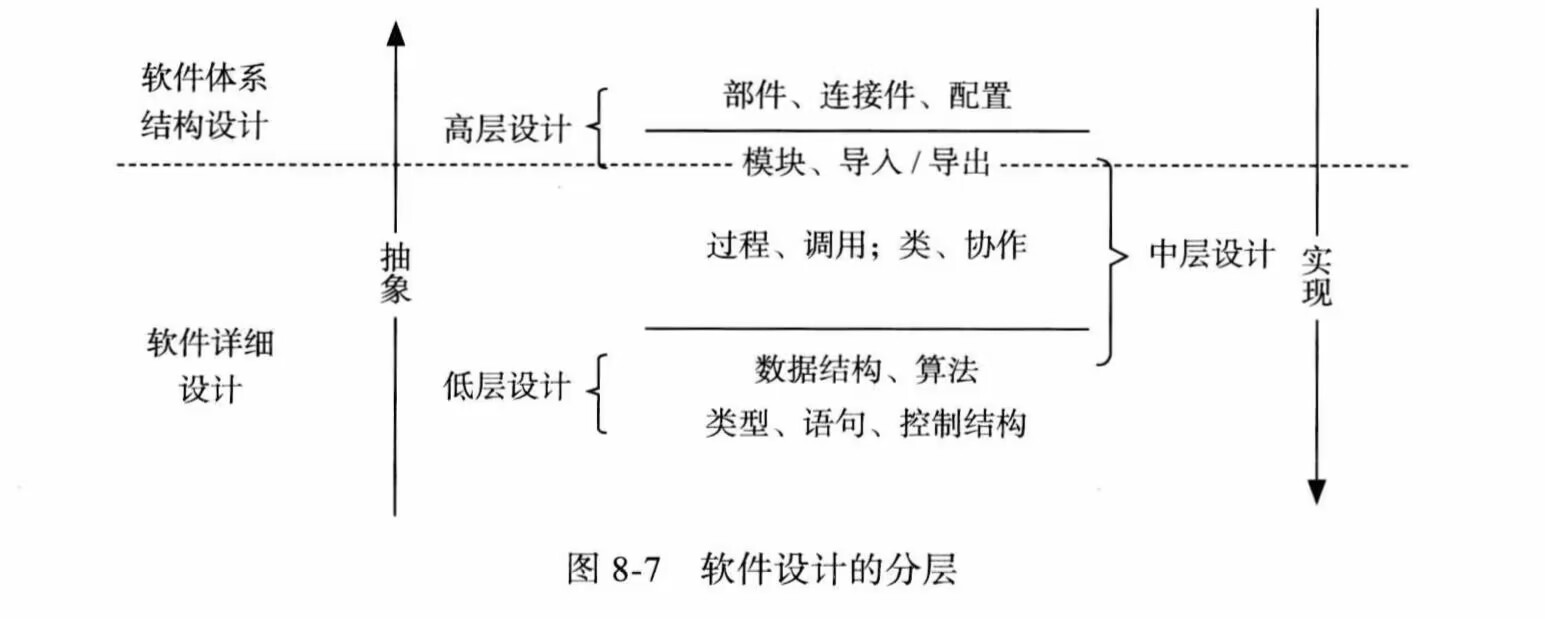 软件体系
结构设计
高层设计
部件、连接件、配置
模块、导入/导出
抽象
过程、调用；类、协作
中层设计
实现
软件详细
设计
低层设计
数据结构、算法
类型、语句、控制结构
图 8-7 软件设计的分层